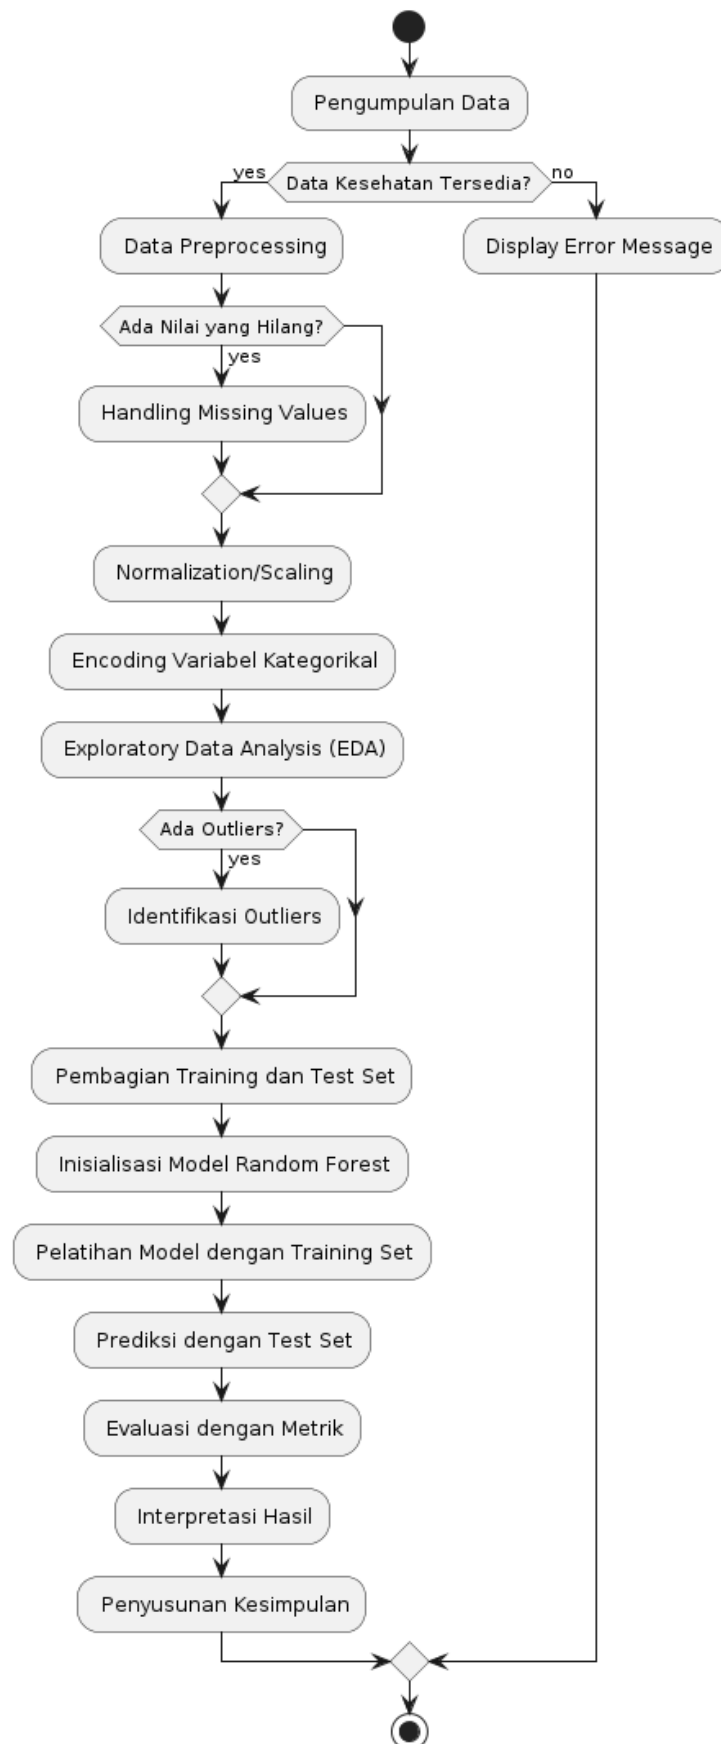 Pengumpulan Data
yes
Data Kesehatan Tersedia?
no
Data Preprocessing
Display Error Message
Ada Nilai yang Hilang?
yes
Handling Missing Values
Normalization/Scaling
Encoding Variabel Kategorikal
Exploratory Data Analysis (EDA)
Ada Outliers?
yes
Identifikasi Outliers
Pembagian Training dan Test Set
Inisialisasi Model Random Forest
Pelatihan Model dengan Training Set
Prediksi dengan Test Set
Evaluasi dengan Metrik
Interpretasi Hasil
Penyusunan Kesimpulan